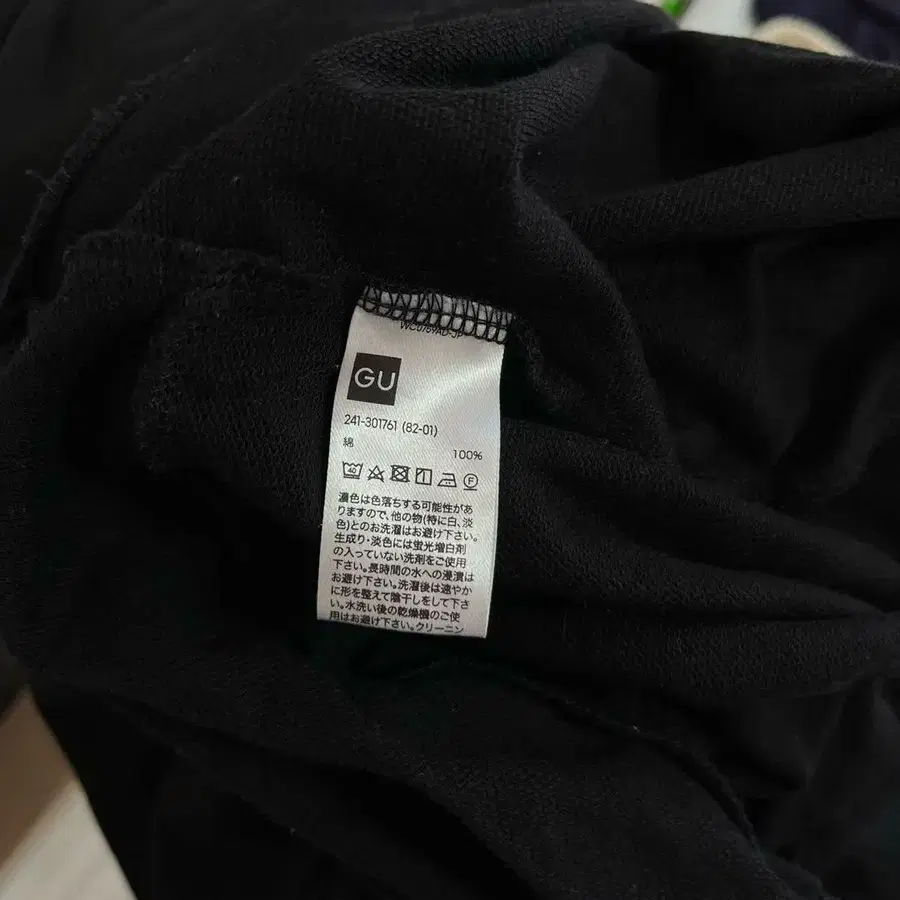 GU
241-301761 (82-01)
綿
100%
40
F
濃色は色落ちする可能性があ
りますので、他の物(特に白、淡
色)とのお洗濯はお避け下さい。
生成り・淡色には蛍光増白剤
の入っていない洗剤をご使用
下さい。長時間の水への浸漬は
お避け下さい。洗濯後は速やか
に形を整えて陰干しをして下さ
い。水洗い後の乾燥機のご使
用はお避け下さい。クリーニン